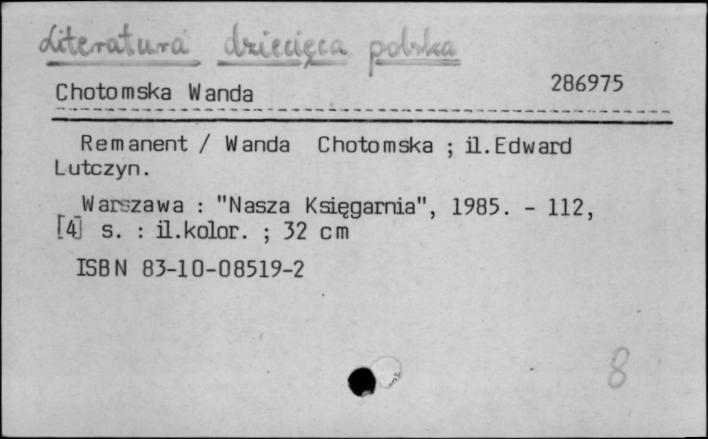 Literatura dziecięca polska
Chotomska Wanda 286975
Remanent / Wanda Chotomska ; il.Edward
Lutczyn.
Warszawa : "Nasza Księgarnia", 1985. - 112,
[4] s. : il.kolor. ; 32 cm
ISBN 83-10-08519-2
8